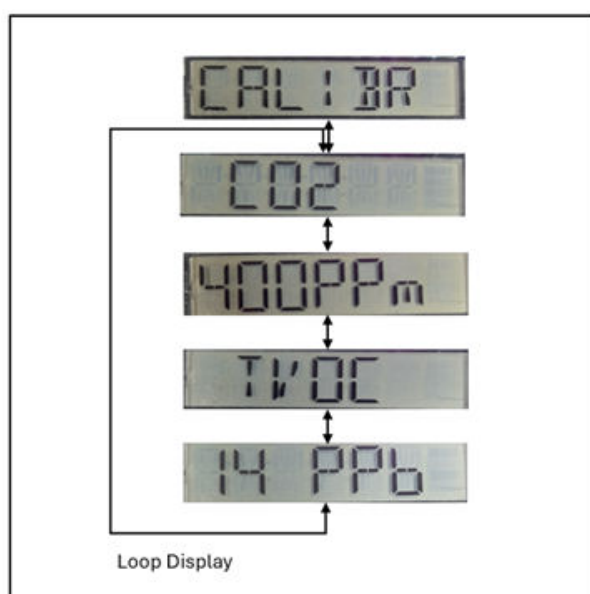 CALIBR
CO2
400PPm
TVOC
14 PPb
Loop Display